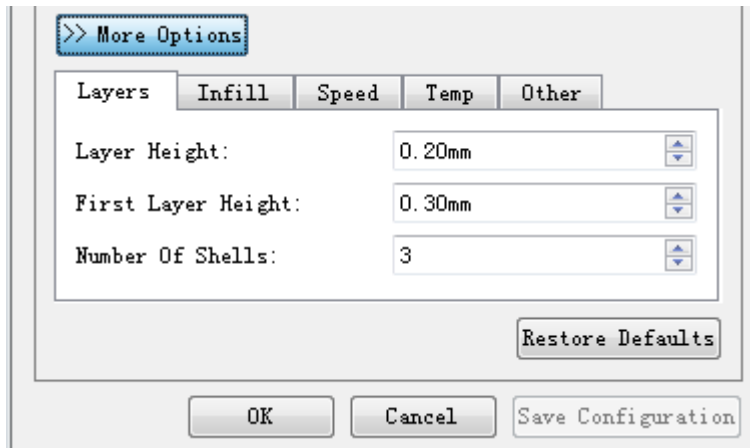 >> More Options
Layers Infill Speed Temp Other
Layer Height: 0.20mm
First Layer Height: 0.30mm
Number Of Shells: 3
Restore Defaults
OK Cancel Save Configuration